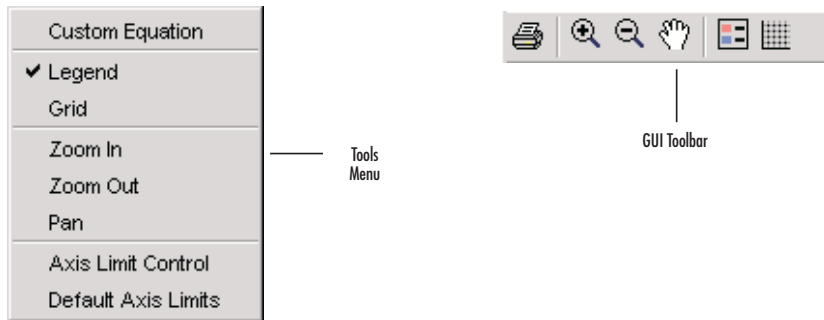 Custom Equation
Legend
Grid
Zoom In
Zoom Out
Pan
Axis Limit Control
Default Axis Limits
Tools
Menu
GUI Toolbar